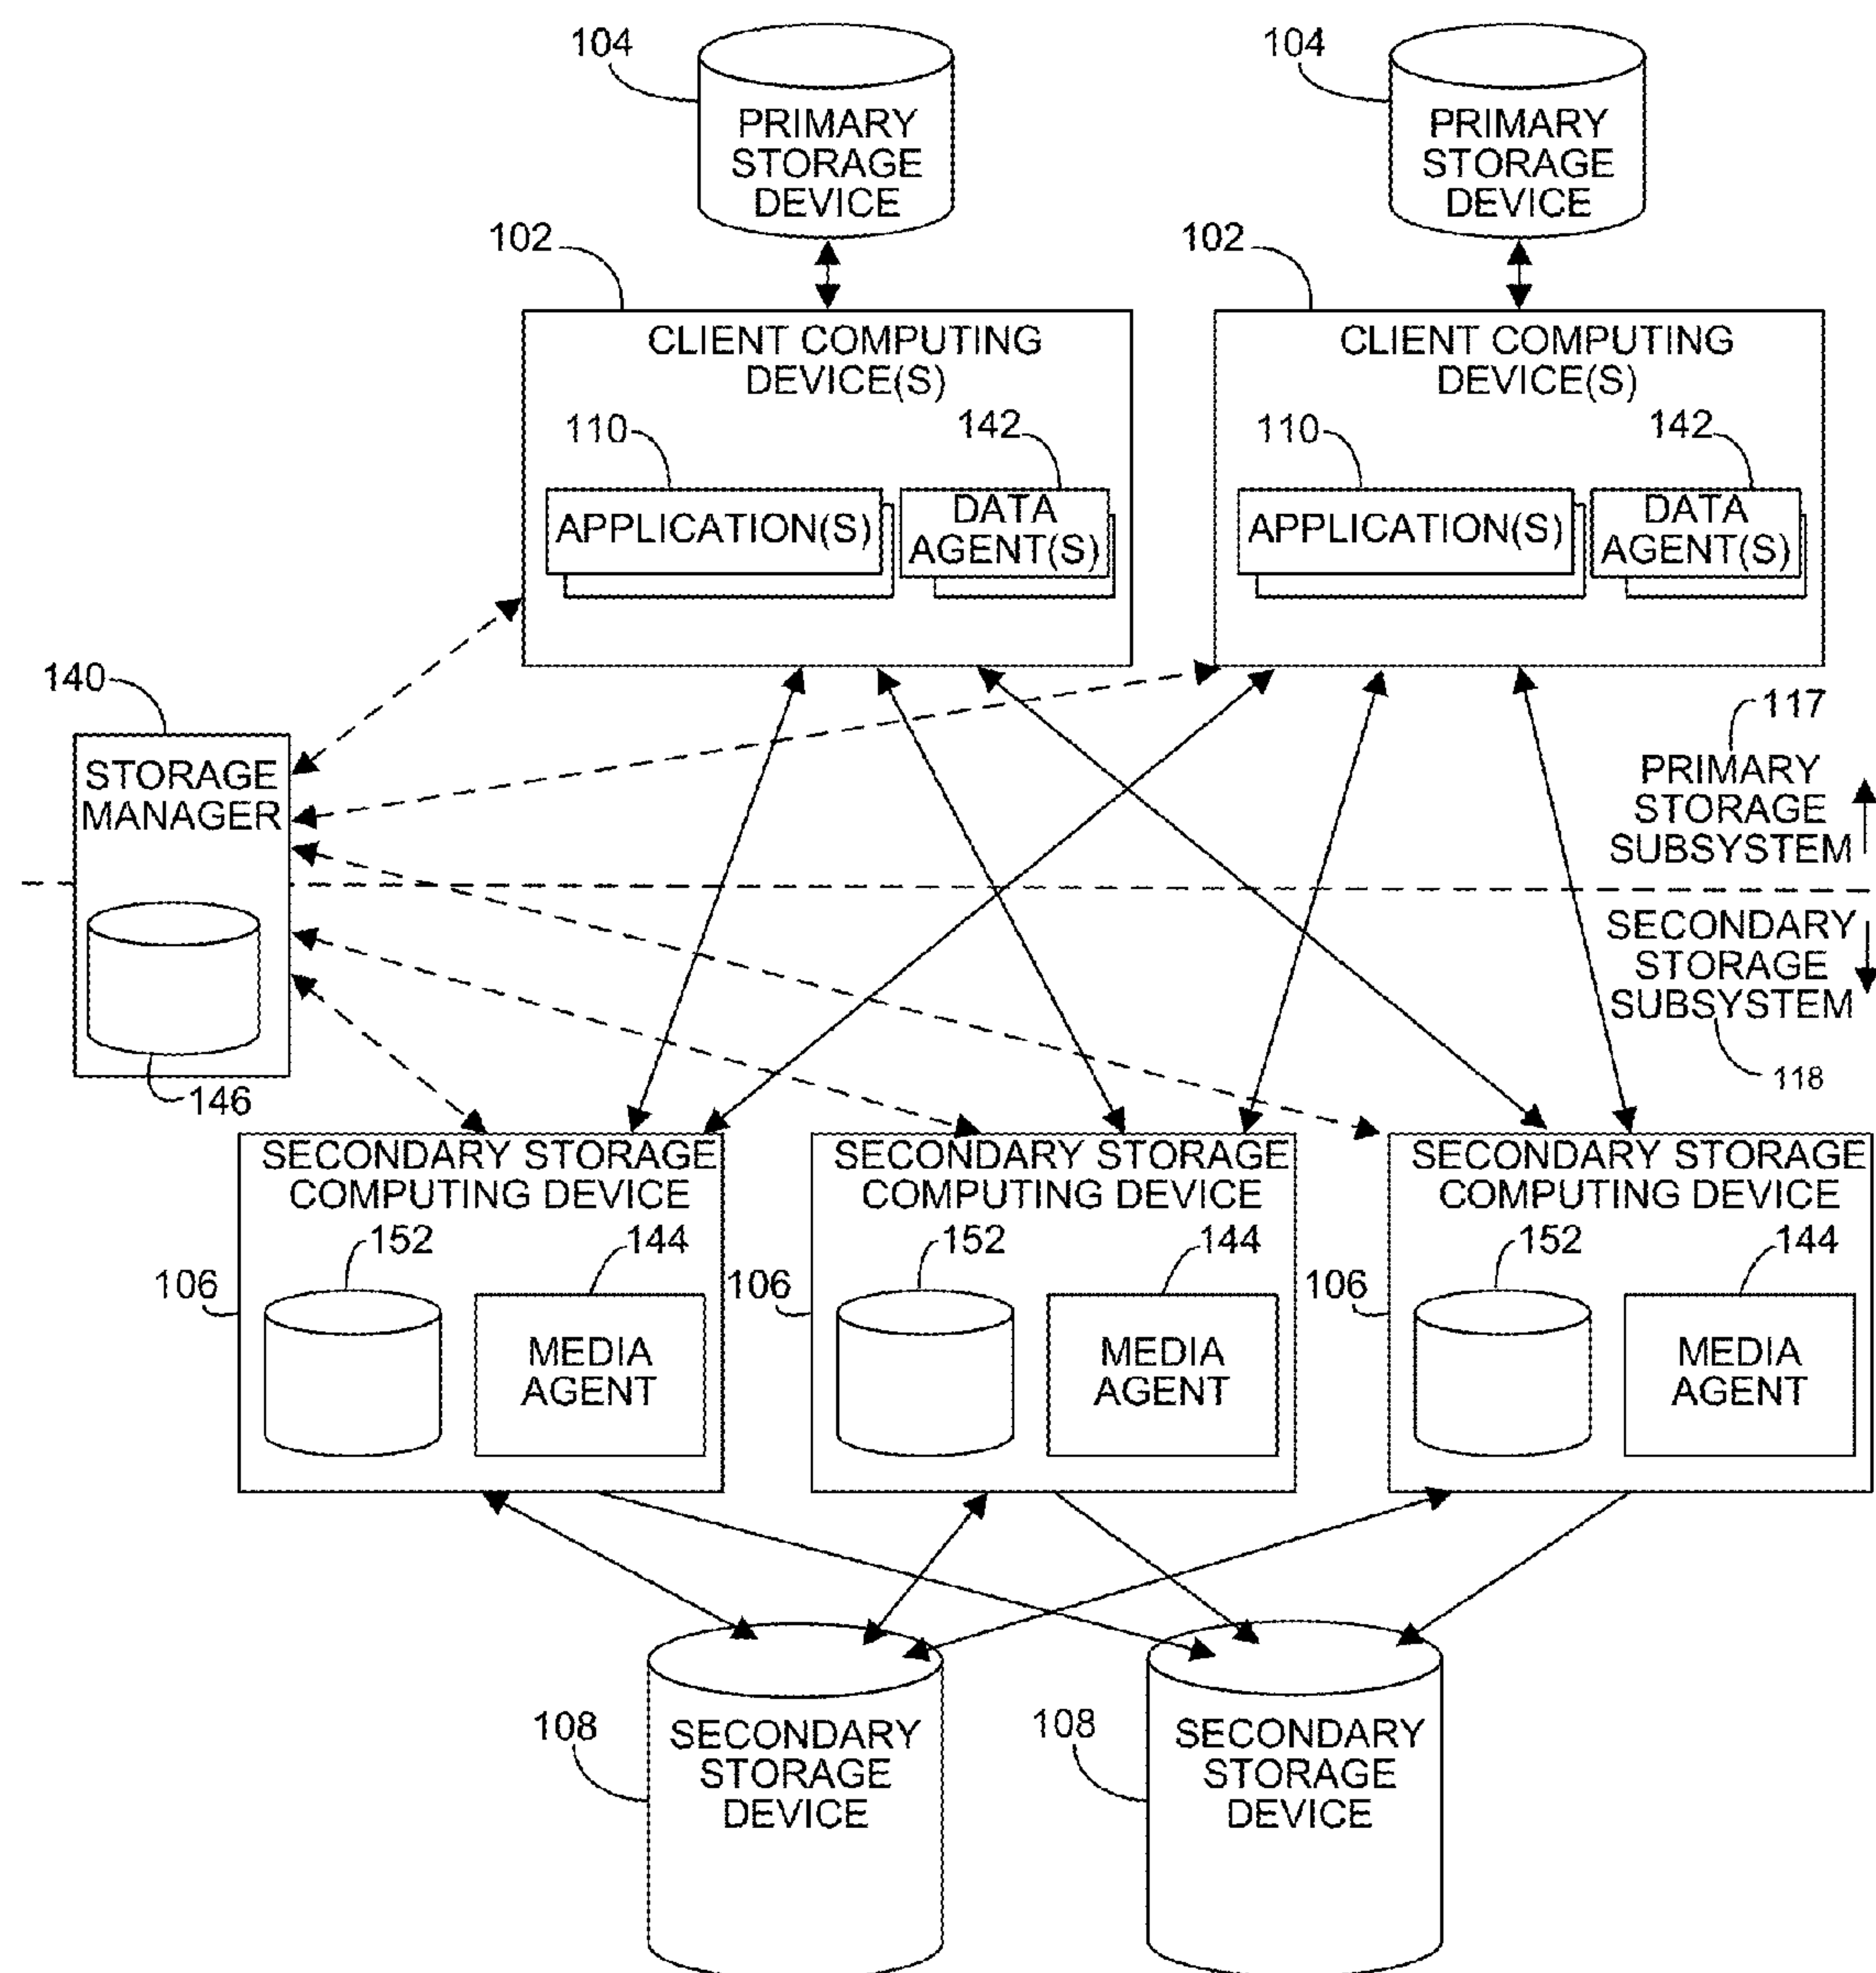 104
104
PRIMARY
STORAGE
DEVICE
PRIMARY
STORAGE
DEVICE
102
102
CLIENT COMPUTING
DEVICE(S)
CLIENT COMPUTING
DEVICE(S)
110
142
110
142
APPLICATION(S)
DATA
AGENT(S)
APPLICATION(S)
DATA
AGENT(S)
140
STORAGE
MANAGER
146
117
PRIMARY
STORAGE
SUBSYSTEM
SECONDARY
STORAGE
SUBSYSTEM
118
SECONDARY STORAGE
COMPUTING DEVICE
152
144
106
MEDIA
AGENT
SECONDARY STORAGE
COMPUTING DEVICE
152
144
106
MEDIA
AGENT
SECONDARY STORAGE
COMPUTING DEVICE
152
144
106
MEDIA
AGENT
108
SECONDARY
STORAGE
DEVICE
108
SECONDARY
STORAGE
DEVICE